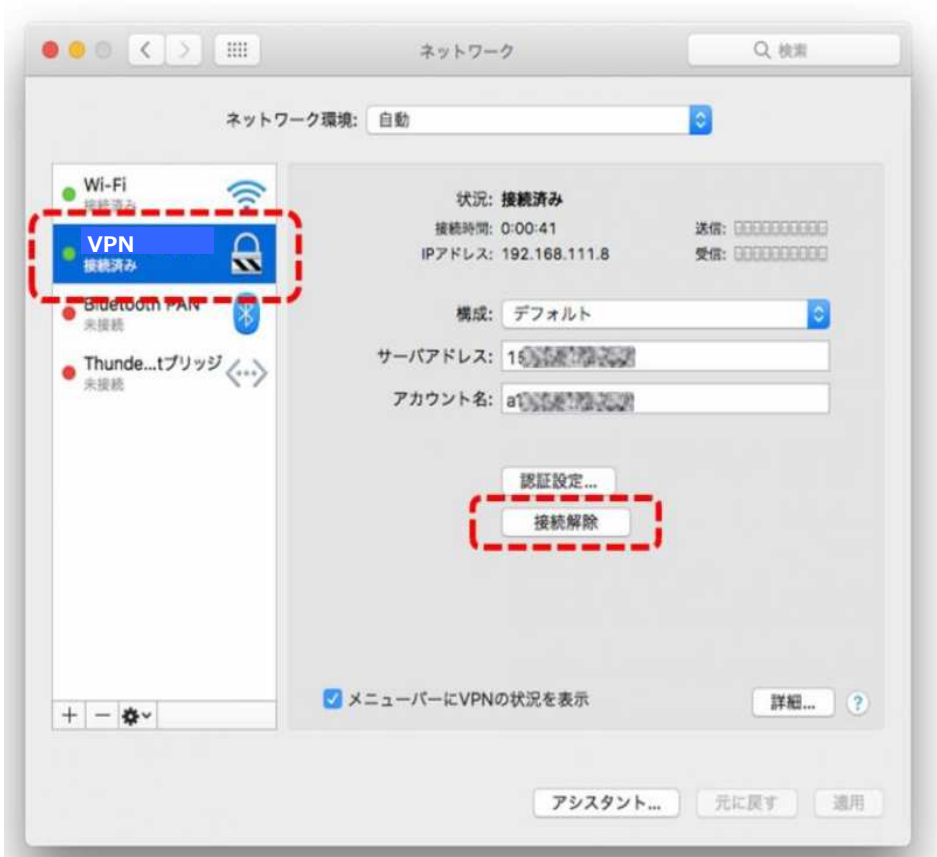 ネットワーク
検索
ネットワーク環境: 自動
Wi-Fi
接続済み
VPN
接続済み
Bluetooth PAN
未接続
Thunde...tブリッジ
未接続
状況: 接続済み
接続時間: 0:00:41
送信:
IPアドレス: 192.168.111.8
受信:
構成: デフォルト
サーバアドレス: 1
アカウント名: a
認証設定...
接続解除
メニューバーにVPNの状況を表示
詳細...
?
アシスタント...
元に戻す
適用